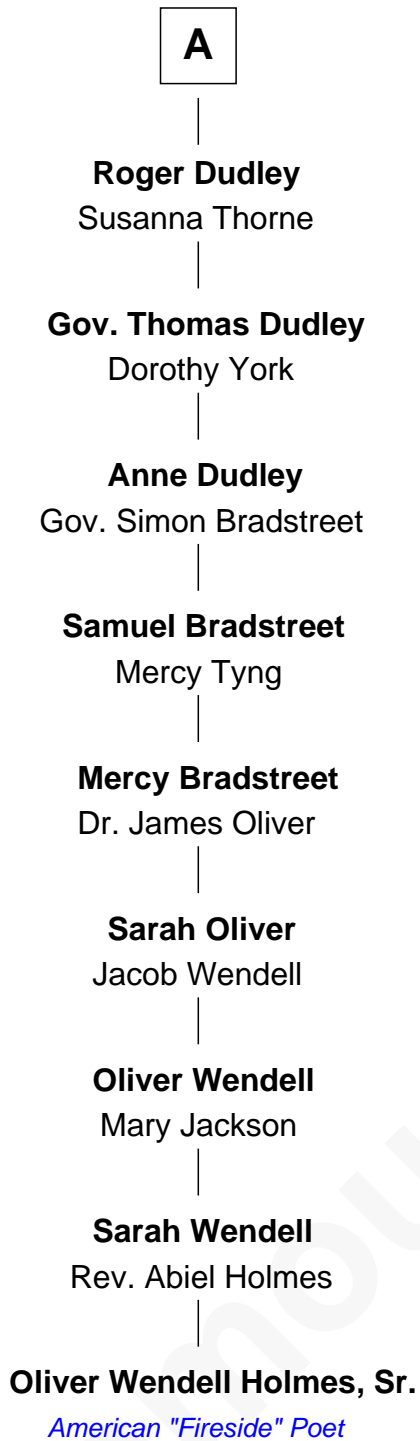 A
Roger Dudley
Susanna Thorne
Gov. Thomas Dudley
Dorothy York
Anne Dudley
Gov. Simon Bradstreet
Samuel Bradstreet
Mercy Tyng
Mercy Bradstreet
Dr. James Oliver
Sarah Oliver
Jacob Wendell
Oliver Wendell
Mary Jackson
Sarah Wendell
Rev. Abiel Holmes
Oliver Wendell Holmes, Sr.
American "Fireside" Poet